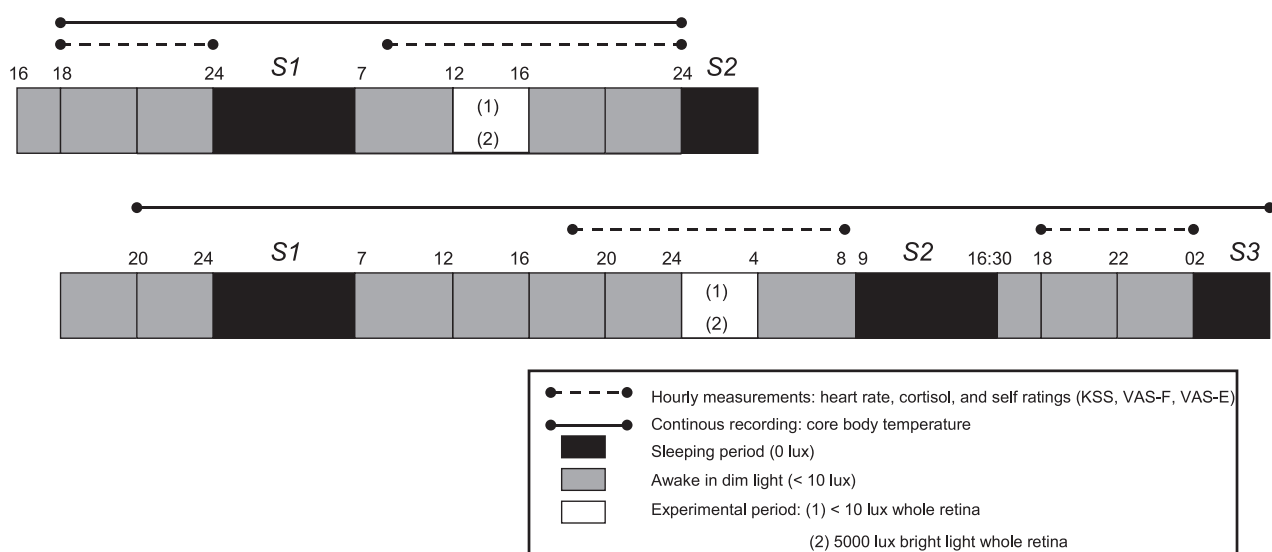 S1 S2
16 18 24 7 12 16 24
(1)
(2)
S1 S2 S3
20 24 7 12 16 20 24 4 8 9 16:30 18 22 02
(1)
(2)
Hourly measurements: heart rate, cortisol, and self ratings (KSS, VAS-F, VAS-E)
Continous recording: core body temperature
Sleeping period (0 lux)
Awake in dim light (< 10 lux)
Experimental period: (1) < 10 lux whole retina
(2) 5000 lux bright light whole retina